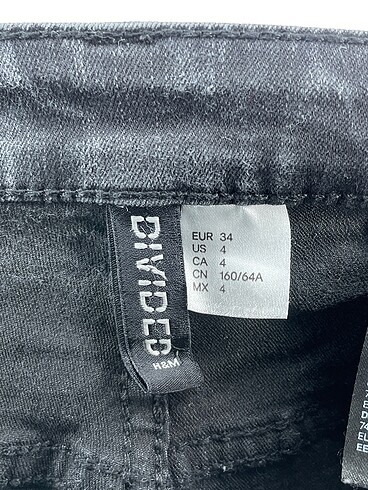 DIVIDED
H&M
EUR 34
US 4
CA 4
CN 160/64A
MX 4